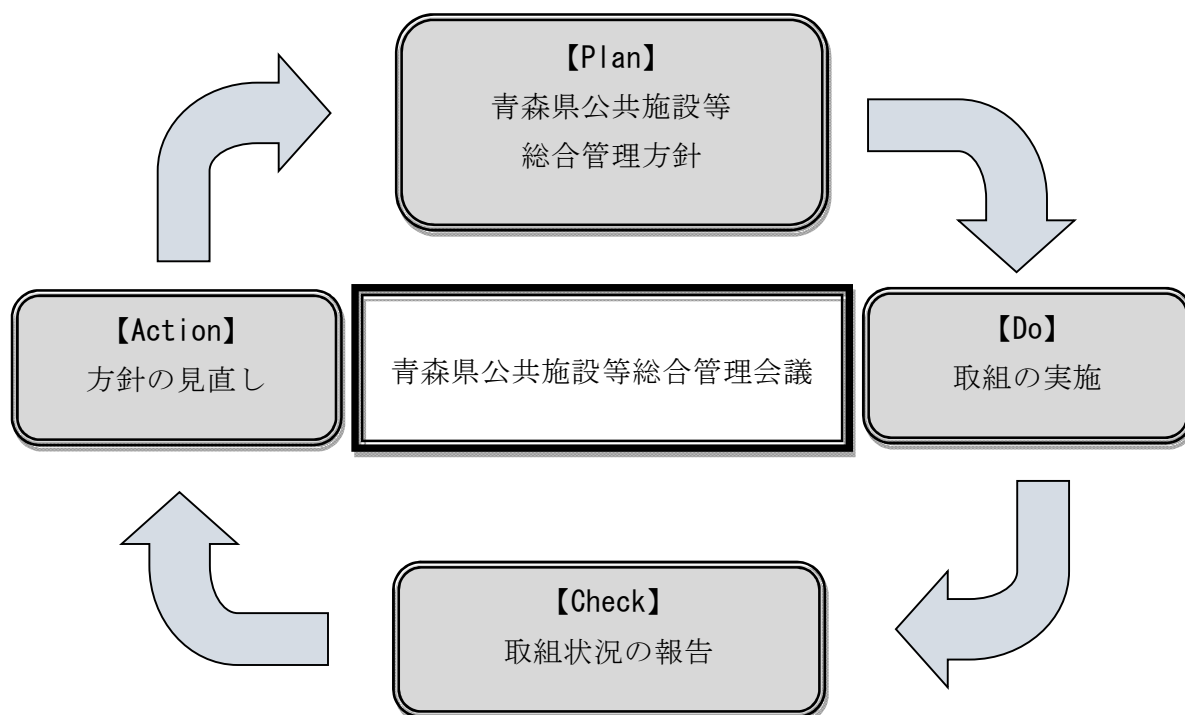 【Plan】
青森県公共施設等
総合管理方針
【Action】
方針の見直し
青森県公共施設等総合管理会議
【Do】
取組の実施
【Check】
取組状況の報告